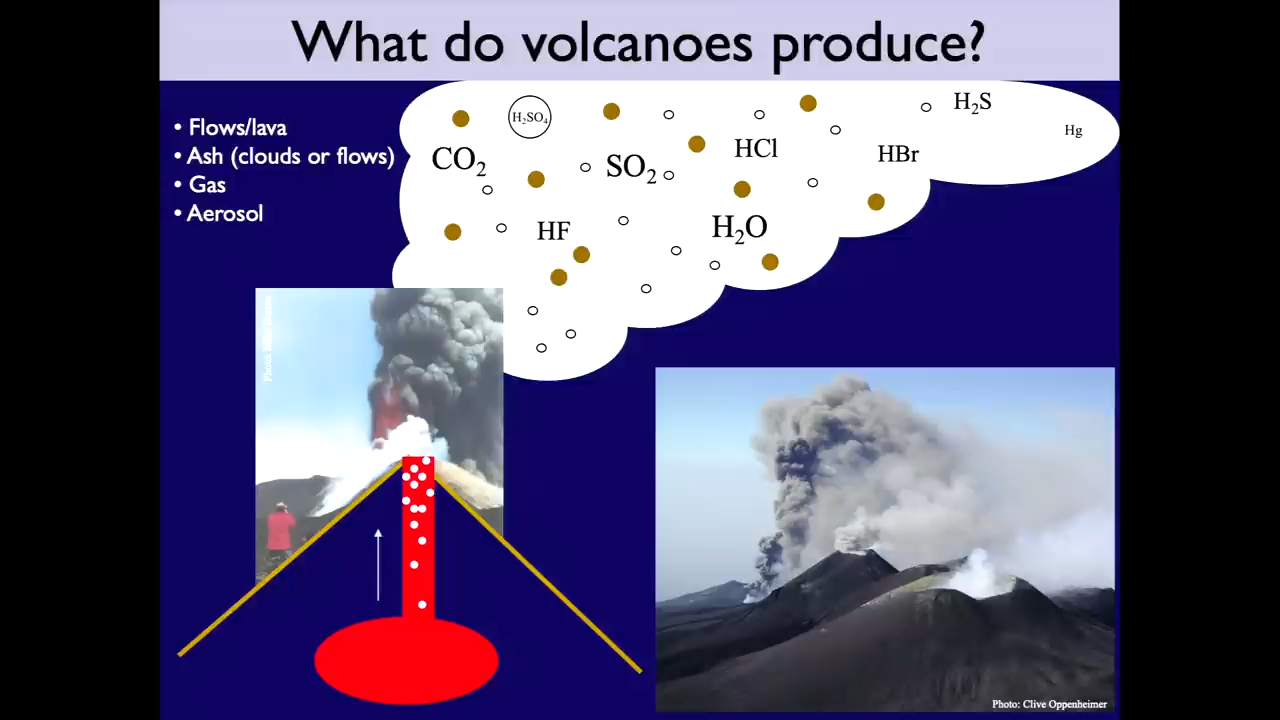 What do volcanoes produce?
• Flows/lava
• Ash (clouds or flows)
• Gas
• Aerosol
H₂SO₄
H₂S
Hg
CO₂
SO₂
HCl
HBr
HF
H₂O
Photo:
Photo: Clive Oppenheimer